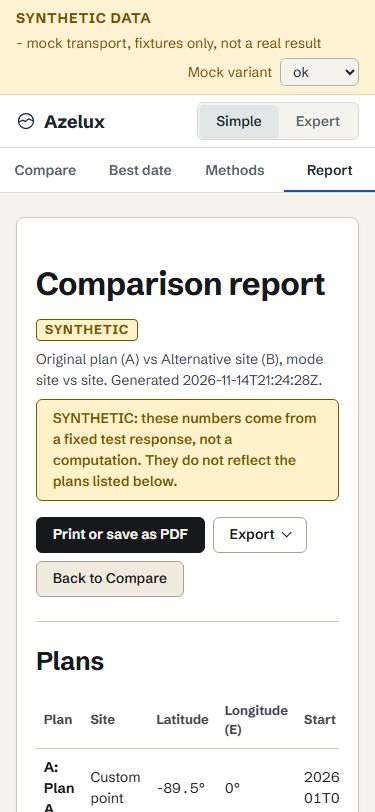 SYNTHETIC DATA
- mock transport, fixtures only, not a real result
Mock variant ok
Azelux Simple Expert
Compare Best date Methods Report
Comparison report
SYNTHETIC
Original plan (A) vs Alternative site (B), mode
site vs site. Generated 2026-11-14T21:24:28Z.
SYNTHETIC: these numbers come from
a fixed test response, not a
computation. They do not reflect the
plans listed below.
Print or save as PDF Export
Back to Compare
Plans
Plan Site Latitude Longitude (E) Start
A: Plan A Custom point -89.5° 0° 2026 01T0